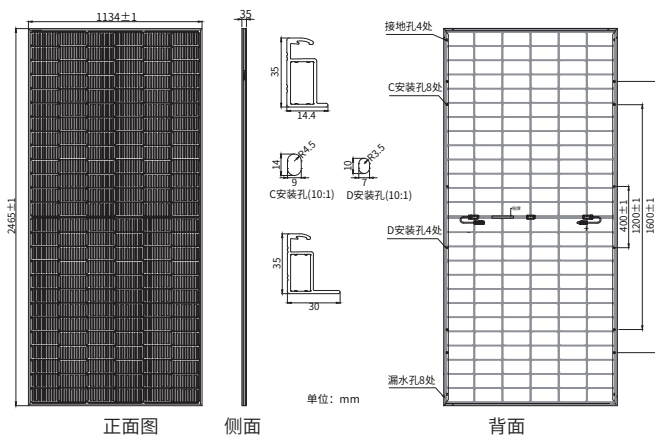 1134±1
35
接地孔4处
35
C安装孔8处
14.4
R4.5
R3.5
14
10
9
7
C安装孔(10:1)
D安装孔(10:1)
2465±1
400±1
1200±1
1600±1
D安装孔4处
35
30
漏水孔8处
单位：mm
正面图
侧面
背面